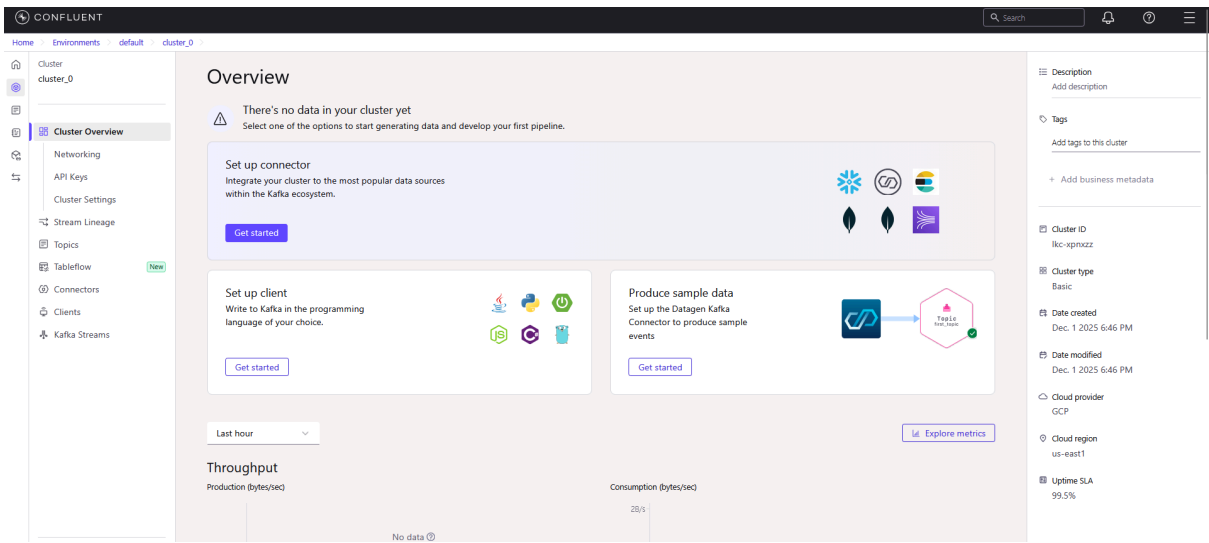 CONFLUENT
Search
Home
Environments
default
cluster_0
Cluster
cluster_0
Cluster Overview
Networking
API Keys
Cluster Settings
Stream Lineage
Topics
Tableflow
New
Connectors
Clients
Kafka Streams
Overview
There's no data in your cluster yet
Select one of the options to start generating data and develop your first pipeline.
Set up connector
Integrate your cluster to the most popular data sources
within the Kafka ecosystem.
Get started
Set up client
Write to Kafka in the programming
language of your choice.
JS
Get started
Produce sample data
Set up the Datagen Kafka
Connector to produce sample
events
Topic
first_topic
Get started
Last hour
Explore metrics
Throughput
Production (bytes/sec)
No data
Consumption (bytes/sec)
2B/s
Description
Add description
Tags
Add tags to this cluster
+ Add business metadata
Cluster ID
lkc-xpnxzz
Cluster type
Basic
Date created
Dec. 1 2025 6:46 PM
Date modified
Dec. 1 2025 6:46 PM
Cloud provider
GCP
Cloud region
us-east1
Uptime SLA
99.5%